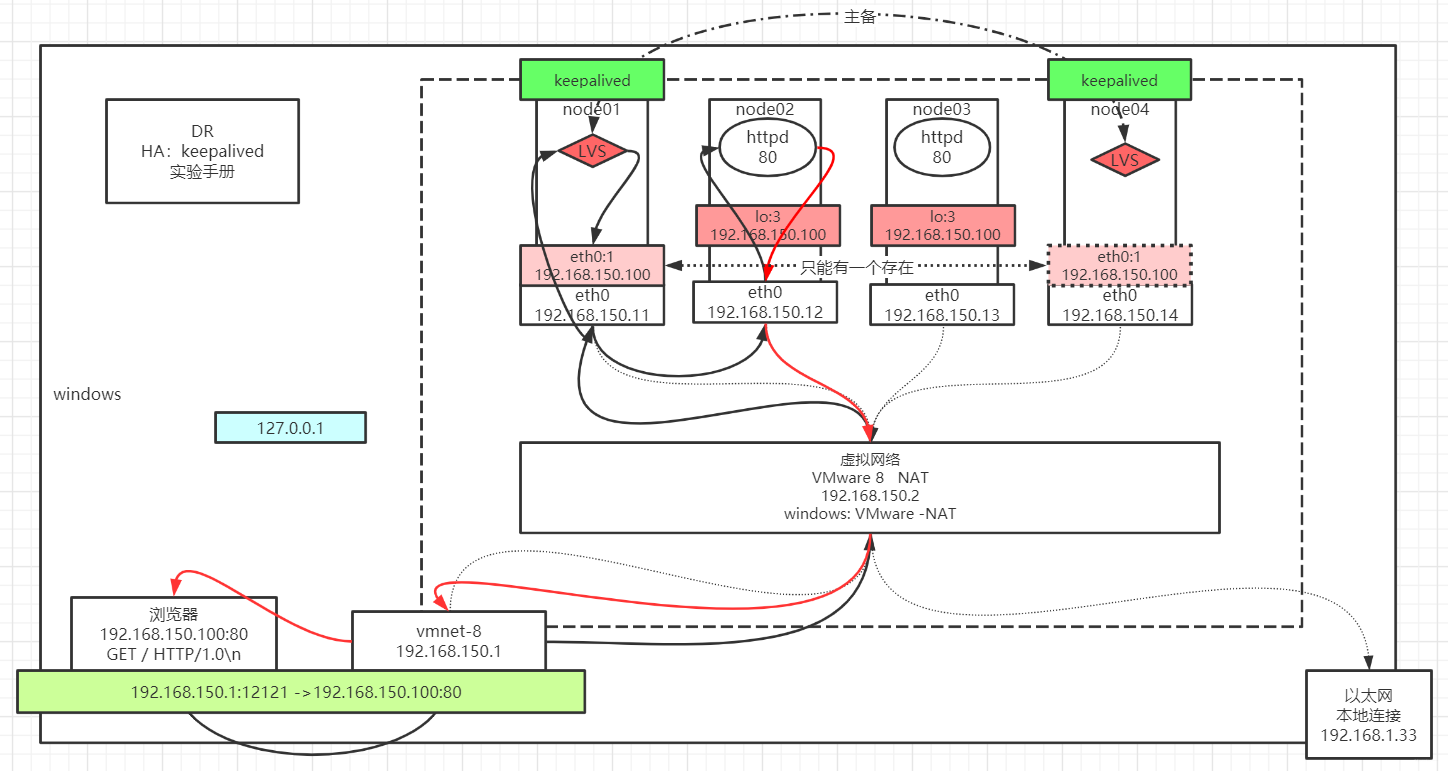 主备
keepalived
keepalived
DR
HA：keepalived
实验手册
node01
node02
node03
node04
LVS
httpd
80
httpd
80
LVS
lo:3
192.168.150.100
lo:3
192.168.150.100
eth0:1
192.168.150.100
只能有一个存在
eth0:1
192.168.150.100
eth0
192.168.150.11
eth0
192.168.150.12
eth0
192.168.150.13
eth0
192.168.150.14
windows
127.0.0.1
虚拟网络
VMware 8 NAT
192.168.150.2
windows: VMware -NAT
浏览器
192.168.150.100:80
GET / HTTP/1.0\n
vmnet-8
192.168.150.1
192.168.150.1:12121 ->192.168.150.100:80
以太网
本地连接
192.168.1.33